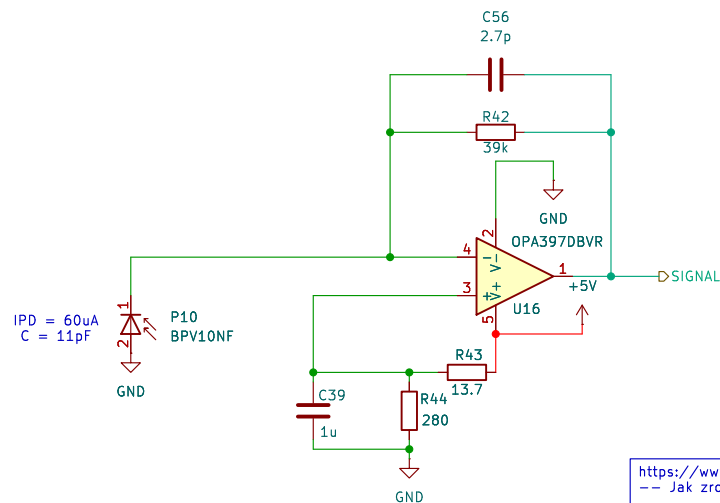 C56
2.7p
R42
39k
GND
2
OPA397DBVR
4
V-
1
SIGNAL
+5V
3
V+
U16
5
1
IPD = 60uA
P10
C = 11pF
BPV10NF
2
GND
R43
13.7
C39
R44
280
1u
GND
https://ww
-- Jak zro